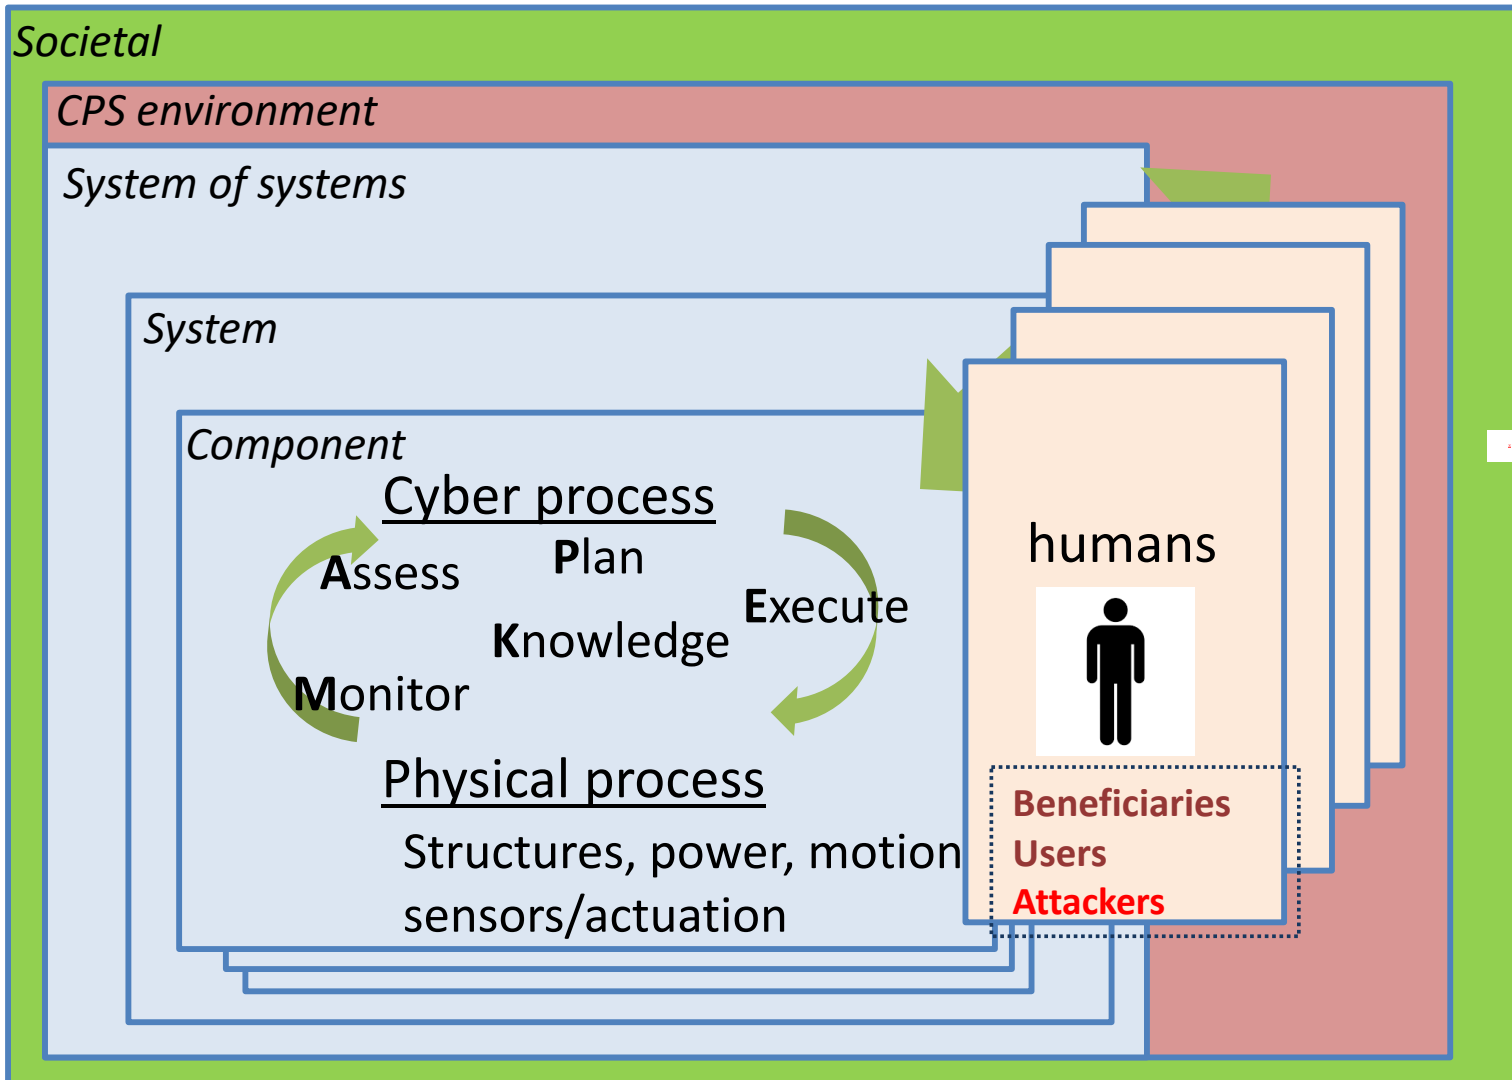 Societal
CPS environment
System of systems
System
Component
Cyber process
Plan
Assess
Execute
Knowledge
Monitor
Physical process
Structures, power, motion
sensors/actuation
humans
Beneficiaries
Users
Attackers